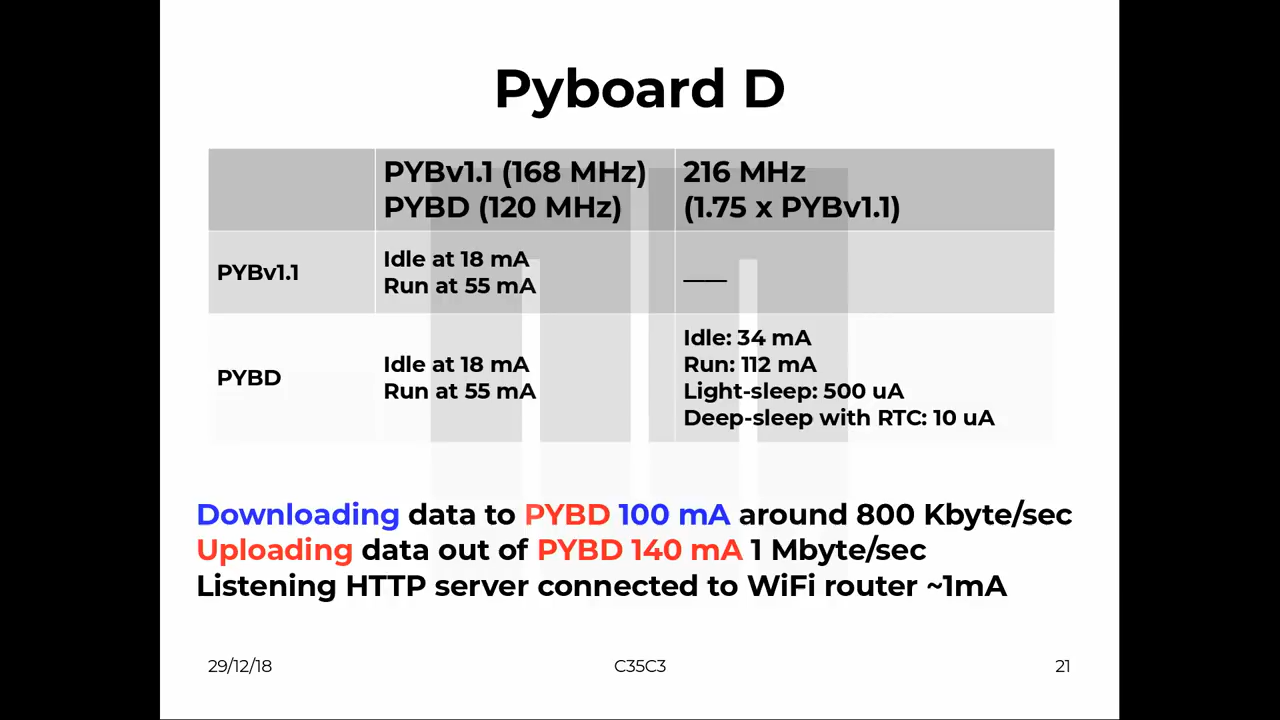 Pyboard D
PYBv1.1 (168 MHz)
PYBD (120 MHz)
216 MHz
(1.75 x PYBv1.1)
PYBv1.1
Idle at 18 mA
Run at 55 mA
——
PYBD
Idle at 18 mA
Run at 55 mA
Idle: 34 mA
Run: 112 mA
Light-sleep: 500 uA
Deep-sleep with RTC: 10 uA
Downloading data to PYBD 100 mA around 800 Kbyte/sec
Uploading data out of PYBD 140 mA 1 Mbyte/sec
Listening HTTP server connected to WiFi router ~1mA
29/12/18
C35C3
21